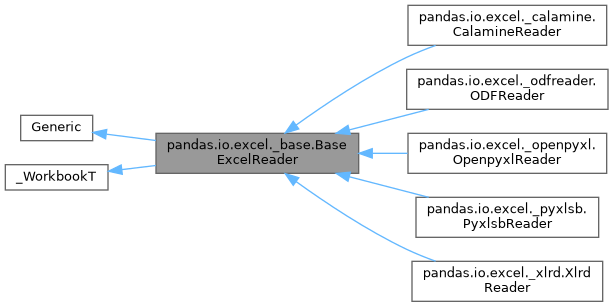 Generic
_WorkbookT
pandas.io.excel._base.Base
ExcelReader
pandas.io.excel._calamine.
CalamineReader
pandas.io.excel._odfreader.
ODFReader
pandas.io.excel._openpyxl.
OpenpyxlReader
pandas.io.excel._pyxlsb.
PyxlsbReader
pandas.io.excel._xlrd.Xlrd
Reader